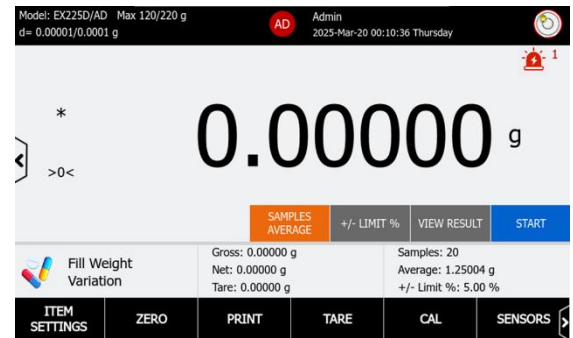 Model: EX225D/AD Max 120/220 g
d= 0.00001/0.0001 g
AD
Admin
2025-Mar-20 00:10:36 Thursday
1
*
0.00000 g
>0<
SAMPLES
AVERAGE
+/- LIMIT %
VIEW RESULT
START
Fill Weight
Variation
Gross: 0.00000 g
Net: 0.00000 g
Tare: 0.00000 g
Samples: 20
Average: 1.25004 g
+/- Limit %: 5.00 %
ITEM
SETTINGS
ZERO
PRINT
TARE
CAL
SENSORS